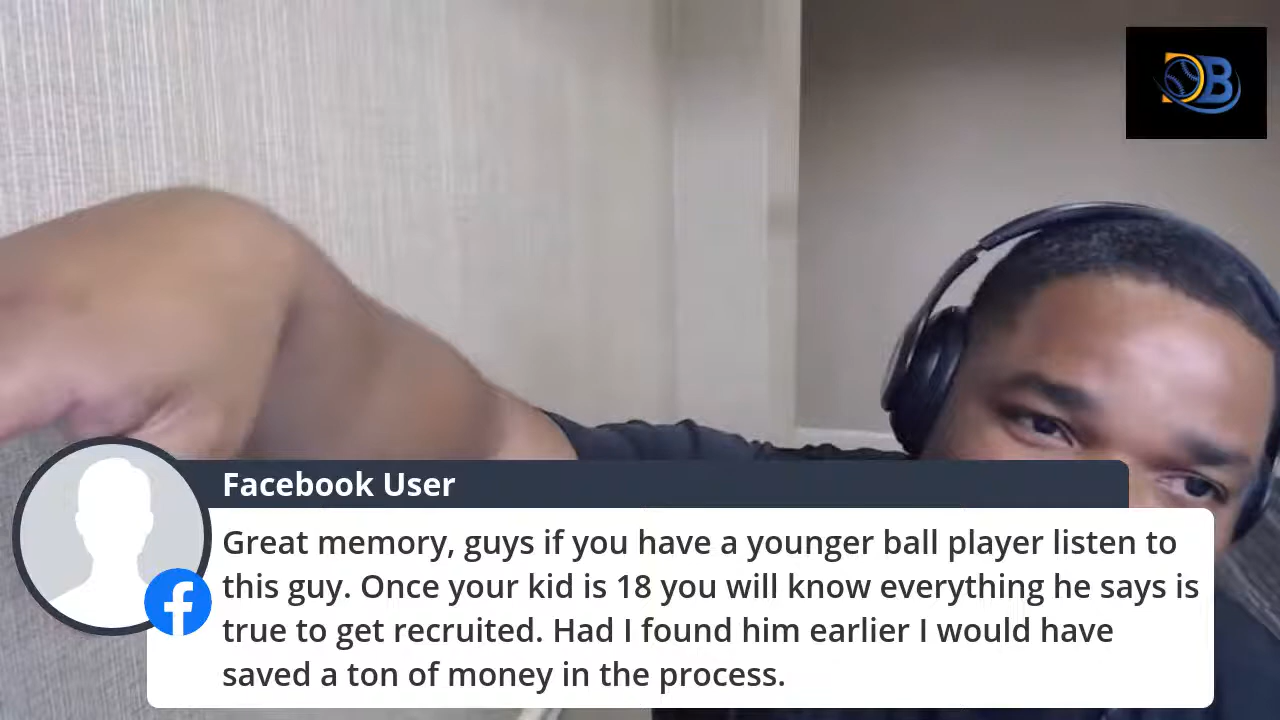 DB
Facebook User
Great memory, guys if you have a younger ball player listen to
this guy. Once your kid is 18 you will know everything he says is
true to get recruited. Had I found him earlier I would have
saved a ton of money in the process.